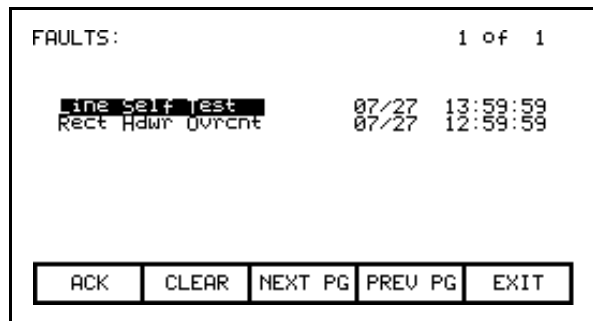 FAULTS: 1 of 1
Line Self Test 07/27 13:59:59
Rect Hdwr Ovrcnt 07/27 12:59:59
ACK CLEAR NEXT PG PREV PG EXIT